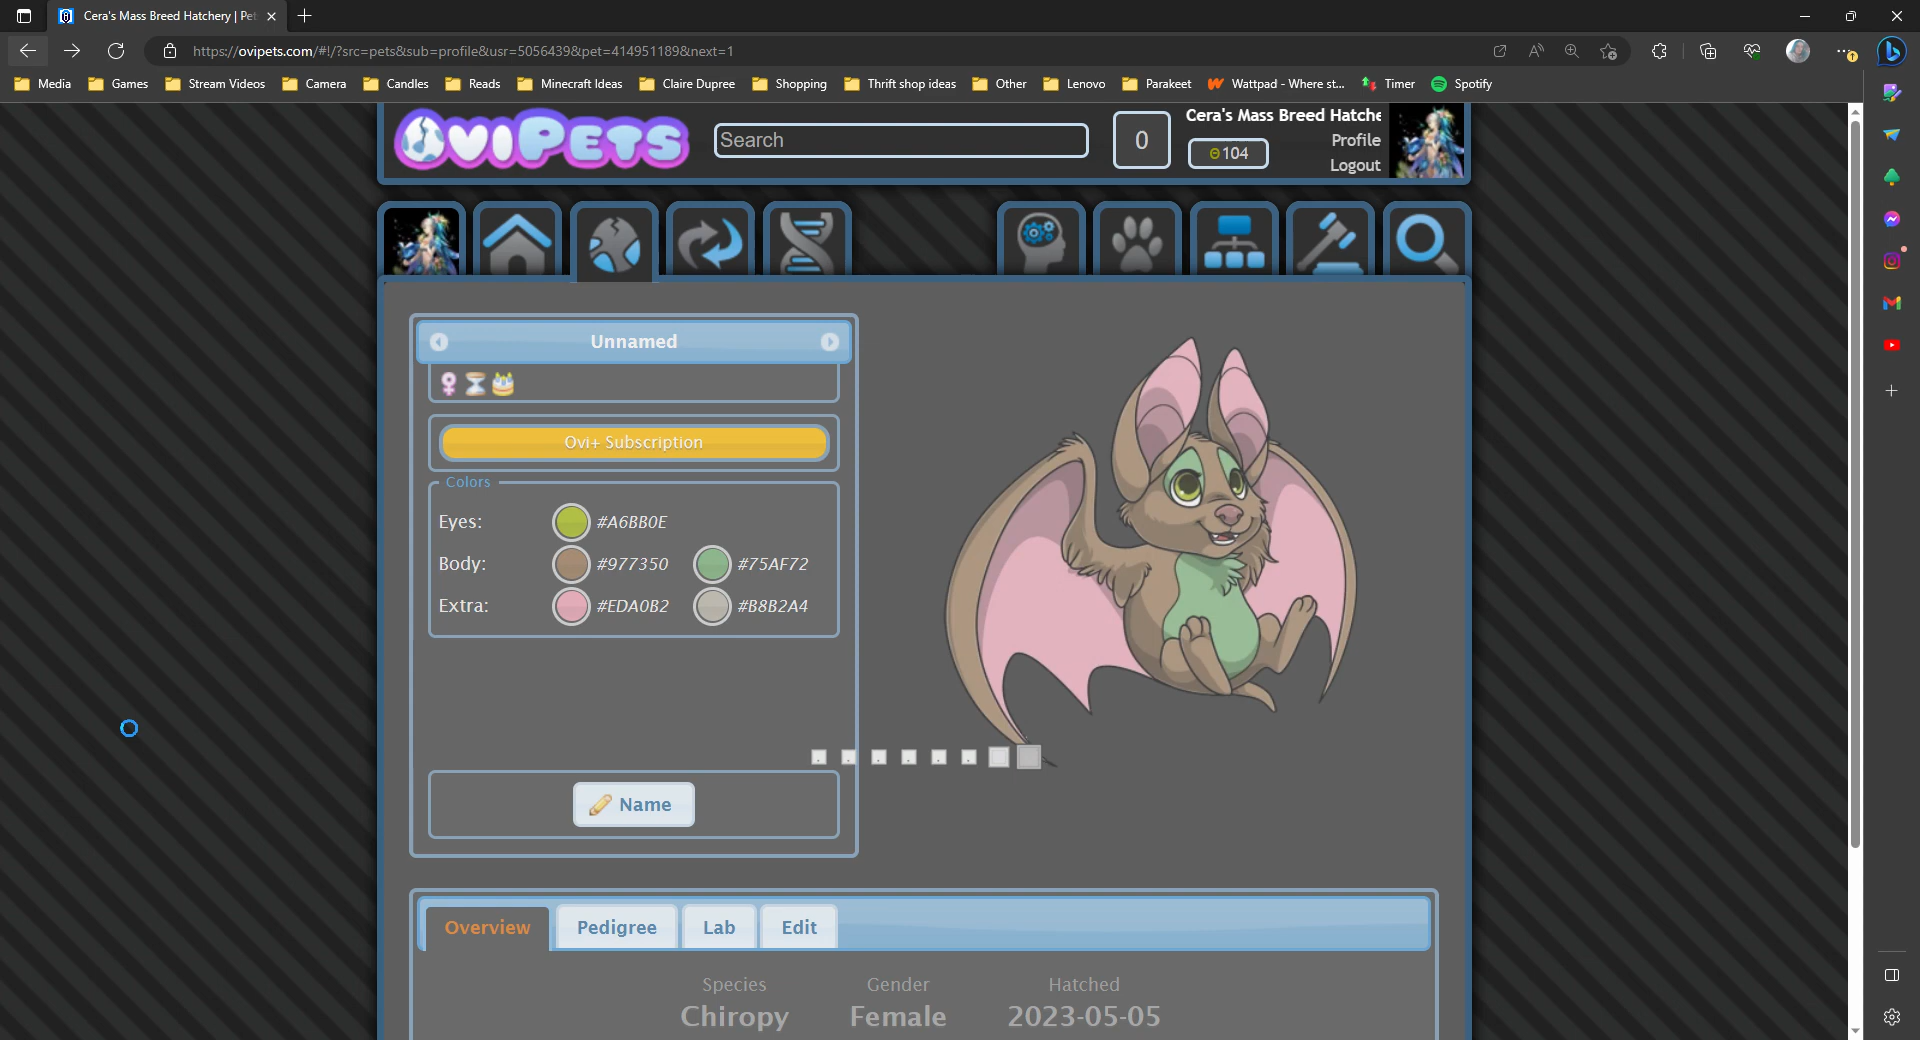 Cera's Mass Breed Hatchery | Pet
https://ovipets.com/#!/?src=pets&sub=profile&usr=5056439&pet=414951189&next=1
Media Games Stream Videos Camera Candles Reads Minecraft Ideas Claire Dupree Shopping Thrift shop ideas Other Lenovo Parakeet Wattpad - Where st... Timer Spotify
OviPets
Search
0
Cera's Mass Breed Hatche
104
Profile
Logout
Unnamed
Ovi+ Subscription
Colors
Eyes: #A6BB0E
Body: #977350 #75AF72
Extra: #EDA0B2 #B8B2A4
Name
Overview Pedigree Lab Edit
Species Gender Hatched
Chiropy Female 2023-05-05